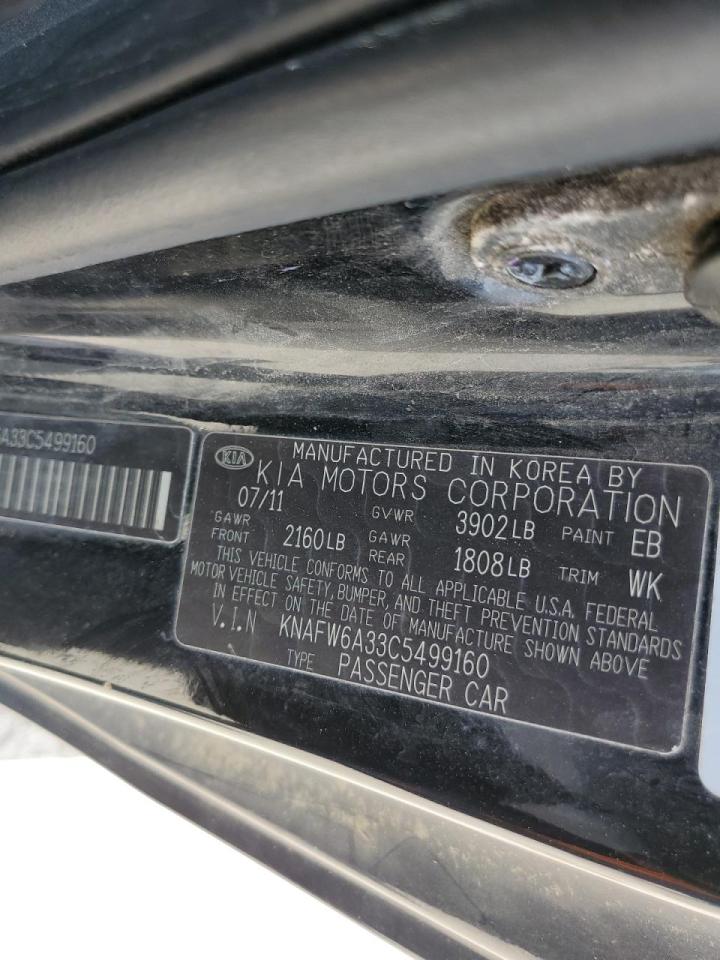 6A33C5499160
KIA
MANUFACTURED IN KOREA BY
KIA MOTORS CORPORATION
07/11
GAWR FRONT 2160LB GVWR 3902LB PAINT EB
GAWR REAR 1808LB TRIM WK
THIS VEHICLE CONFORMS TO ALL APPLICABLE U.S.A. FEDERAL
MOTOR VEHICLE SAFETY, BUMPER, AND THEFT PREVENTION STANDARDS
IN EFFECT ON THE DATE OF MANUFACTURE SHOWN ABOVE
V.I.N KNAFW6A33C5499160
TYPE PASSENGER CAR